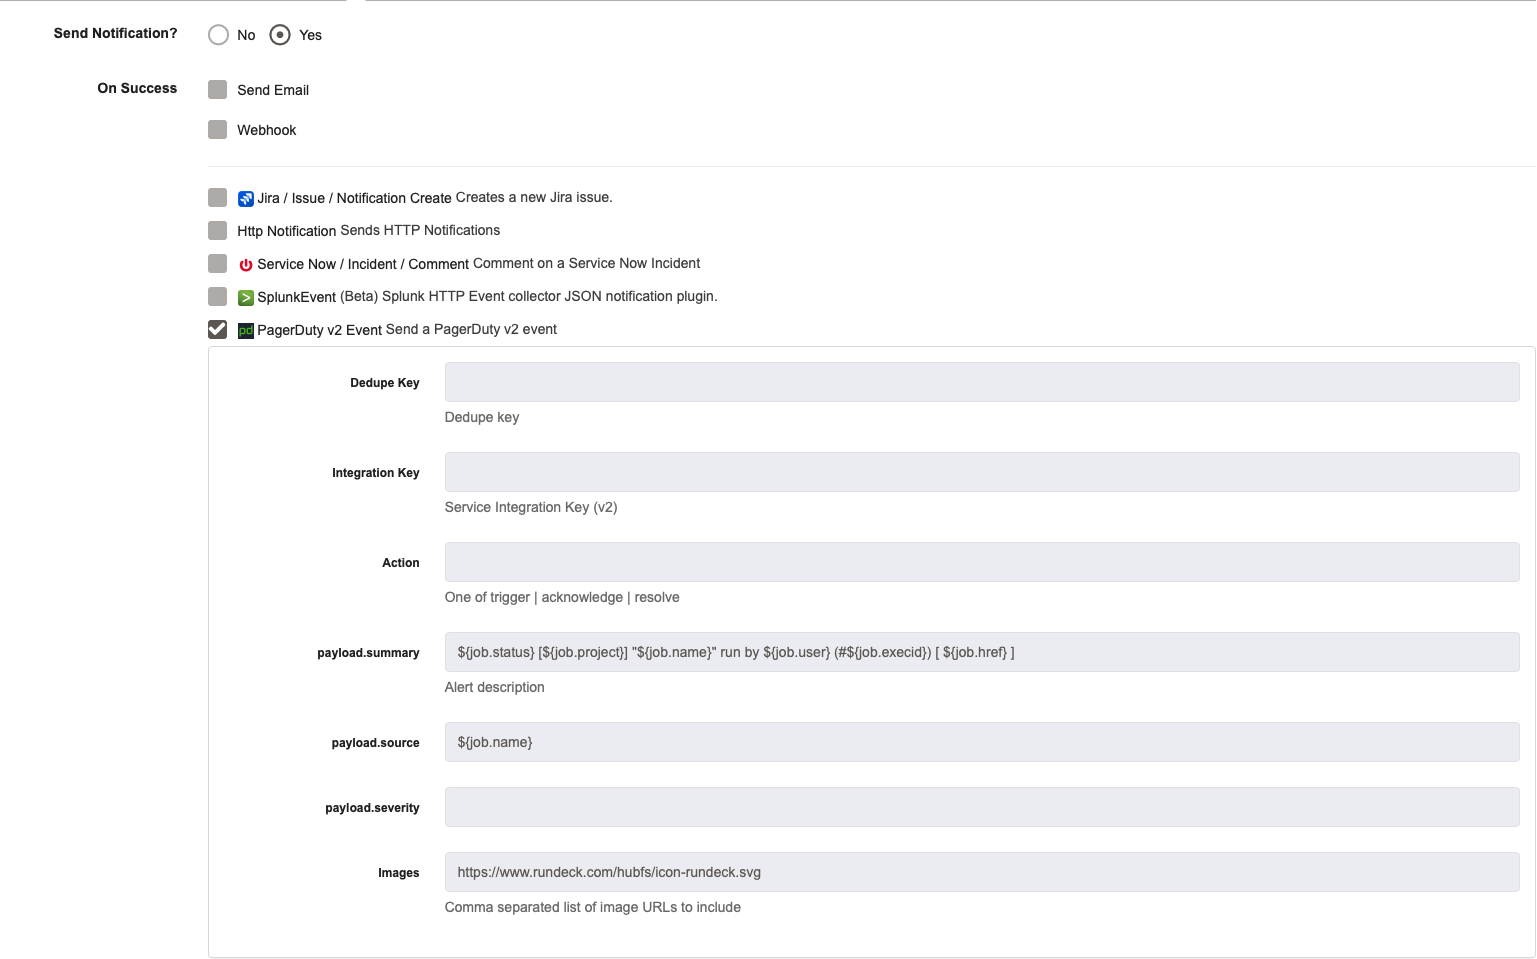 Send Notification? No Yes
On Success Send Email
Webhook
Jira / Issue / Notification Create Creates a new Jira issue.
Http Notification Sends HTTP Notifications
Service Now / Incident / Comment Comment on a Service Now Incident
SplunkEvent (Beta) Splunk HTTP Event collector JSON notification plugin.
pd PagerDuty v2 Event Send a PagerDuty v2 event
Dedupe Key
Dedupe key
Integration Key
Service Integration Key (v2)
Action
One of trigger | acknowledge | resolve
payload.summary ${job.status} [${job.project}] "${job.name}" run by ${job.user} (#${job.execid}) [ ${job.href} ]
Alert description
payload.source ${job.name}
payload.severity
Images https://www.rundeck.com/hubfs/icon-rundeck.svg
Comma separated list of image URLs to include